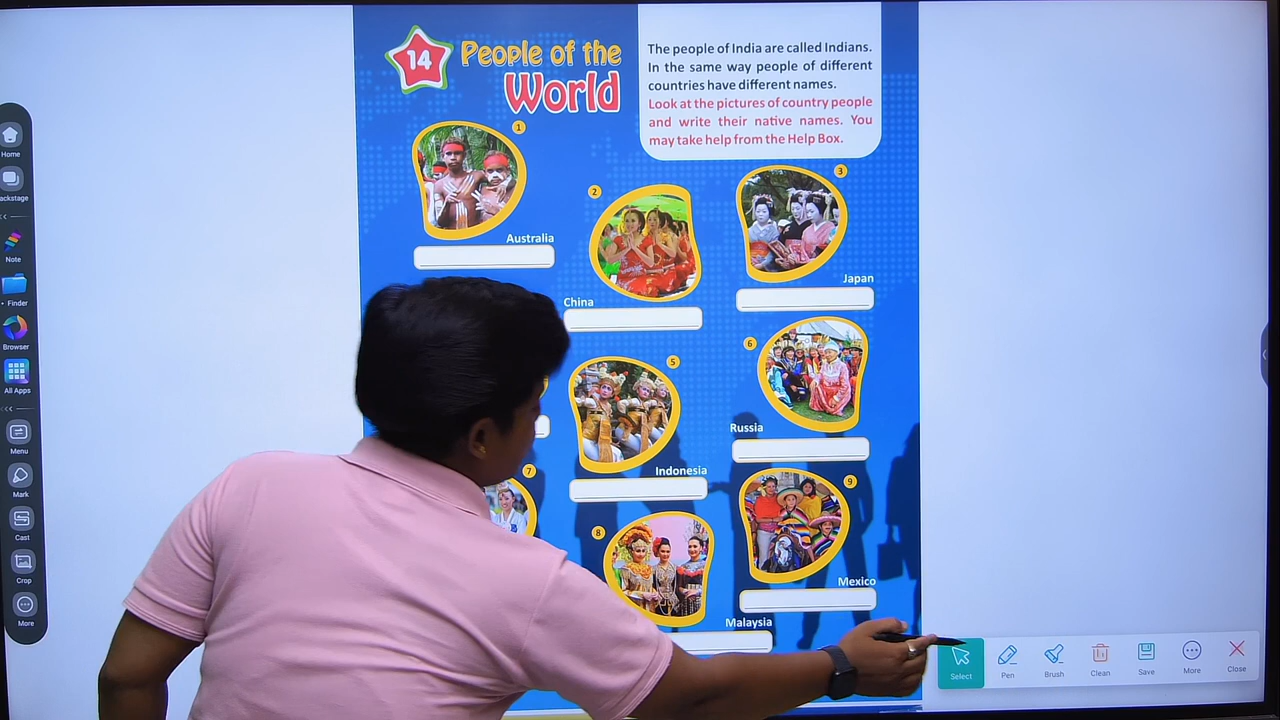 14
People of the
World
The people of India are called Indians.
In the same way people of different
countries have different names.
Look at the pictures of country people
and write their native names. You
may take help from the Help Box.
1
Australia
2
China
3
Japan
5
Indonesia
6
Russia
7
8
Malaysia
9
Mexico
Home
ackstage
Note
Finder
Browser
All Apps
Menu
Mark
Cast
Crop
More
Select
Pen
Brush
Clean
Save
More
Close